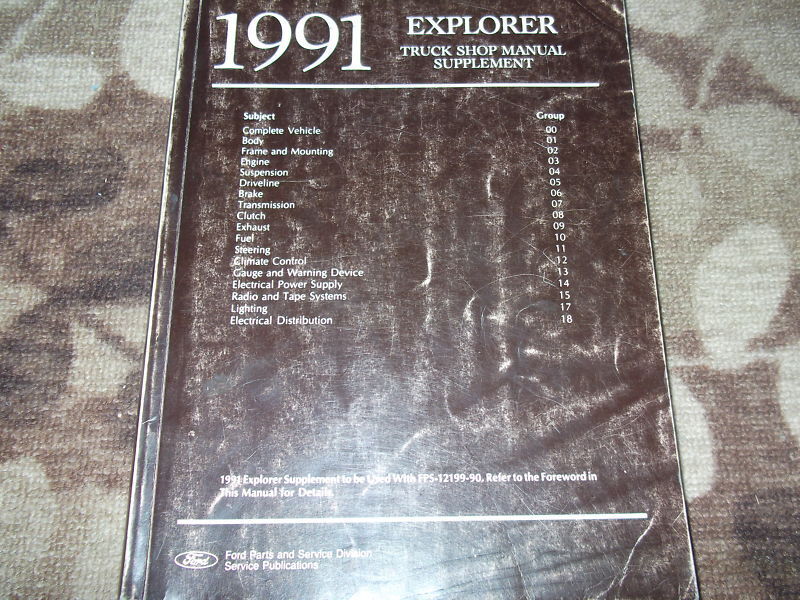 1991 EXPLORER
TRUCK SHOP MANUAL
SUPPLEMENT
Subject Group
Complete Vehicle 00
Body 01
Frame and Mounting 02
Engine 03
Suspension 04
Driveline 05
Brake 06
Transmission 07
Clutch 08
Exhaust 09
Fuel 10
Steering 11
Climate Control 12
Gauge and Warning Device 13
Electrical Power Supply 14
Radio and Tape Systems 15
Lighting 17
Electrical Distribution 18
1991 Explorer Supplement to be Used With FPS-12199-90, Refer to the Foreword in
This Manual for Details.
Ford Ford Parts and Service Division
Service Publications